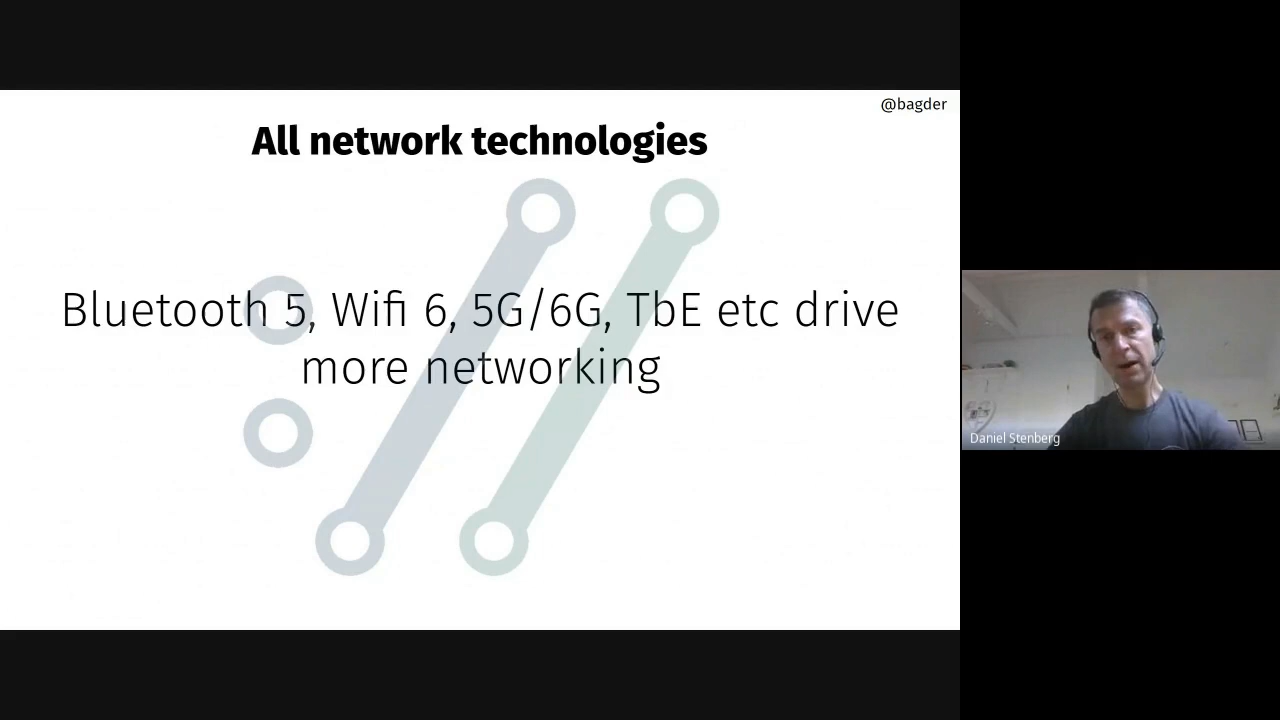 @bagder
All network technologies
Bluetooth 5, Wifi 6, 5G/6G, TbE etc drive
more networking
Daniel Stenberg